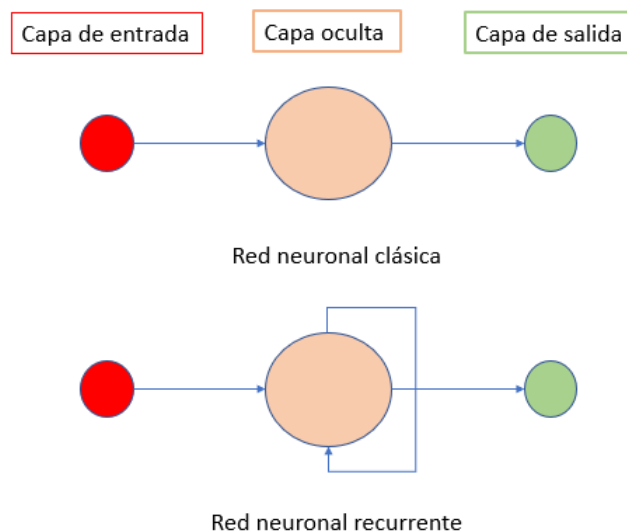 Capa de entrada
Capa oculta
Capa de salida
Red neuronal clásica
Red neuronal recurrente